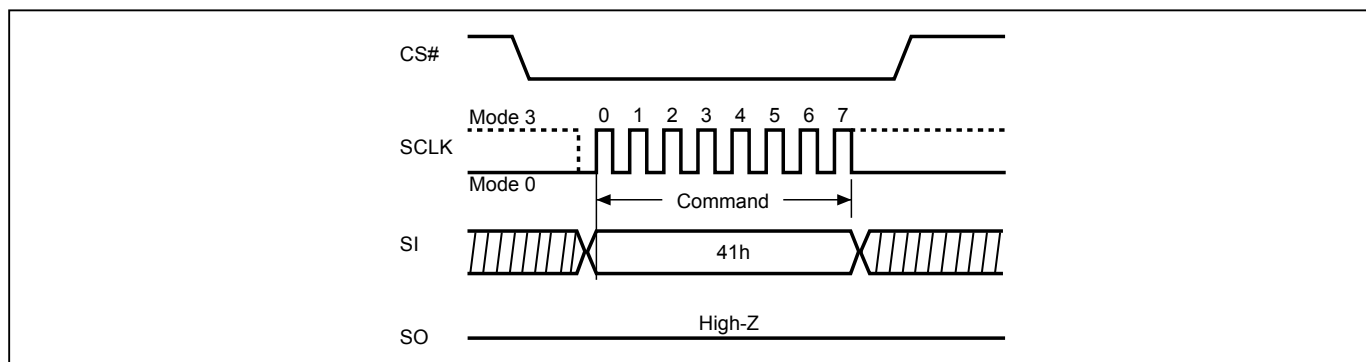 CS#
Mode 3
0 1 2 3 4 5 6 7
SCLK
Mode 0
Command
SI
41h
High-Z
SO